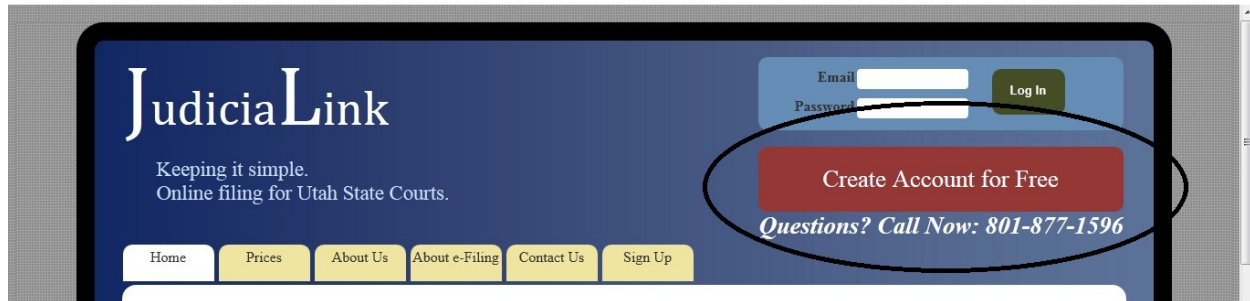 JudiciaLink
Keeping it simple.
Online filing for Utah State Courts.
Email
Password
Log In
Create Account for Free
Questions? Call Now: 801-877-1596
Home
Prices
About Us
About e-Filing
Contact Us
Sign Up